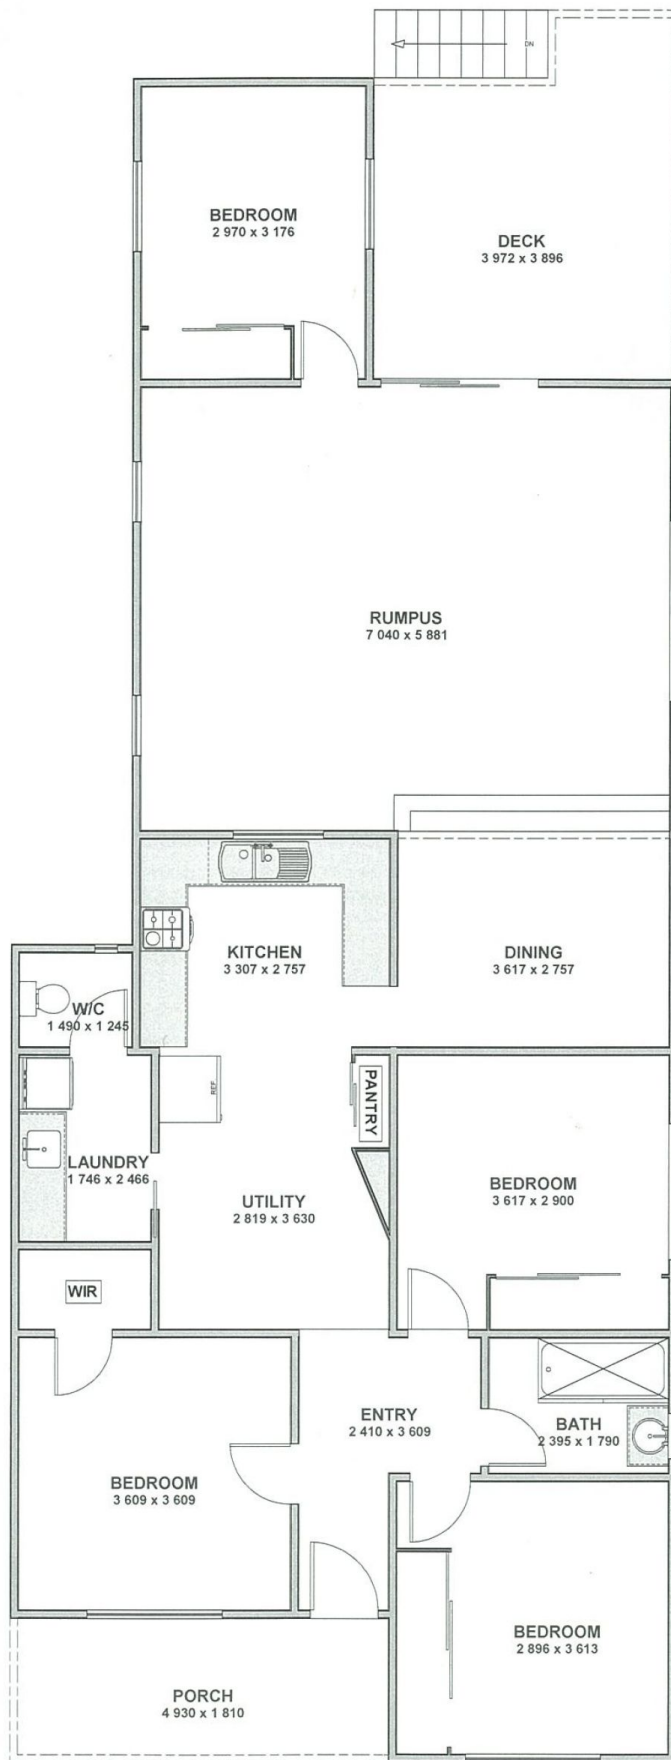 DN
BEDROOM
2 970 x 3 176
DECK
3 972 x 3 896
RUMPUS
7 040 x 5 881
KITCHEN
3 307 x 2 757
DINING
3 617 x 2 757
W/C
1 490 x 1 245
REF
PANTRY
LAUNDRY
1 746 x 2 466
UTILITY
2 819 x 3 630
BEDROOM
3 617 x 2 900
WIR
ENTRY
2 410 x 3 609
BATH
2 395 x 1 790
BEDROOM
3 609 x 3 609
BEDROOM
2 896 x 3 613
PORCH
4 930 x 1 810